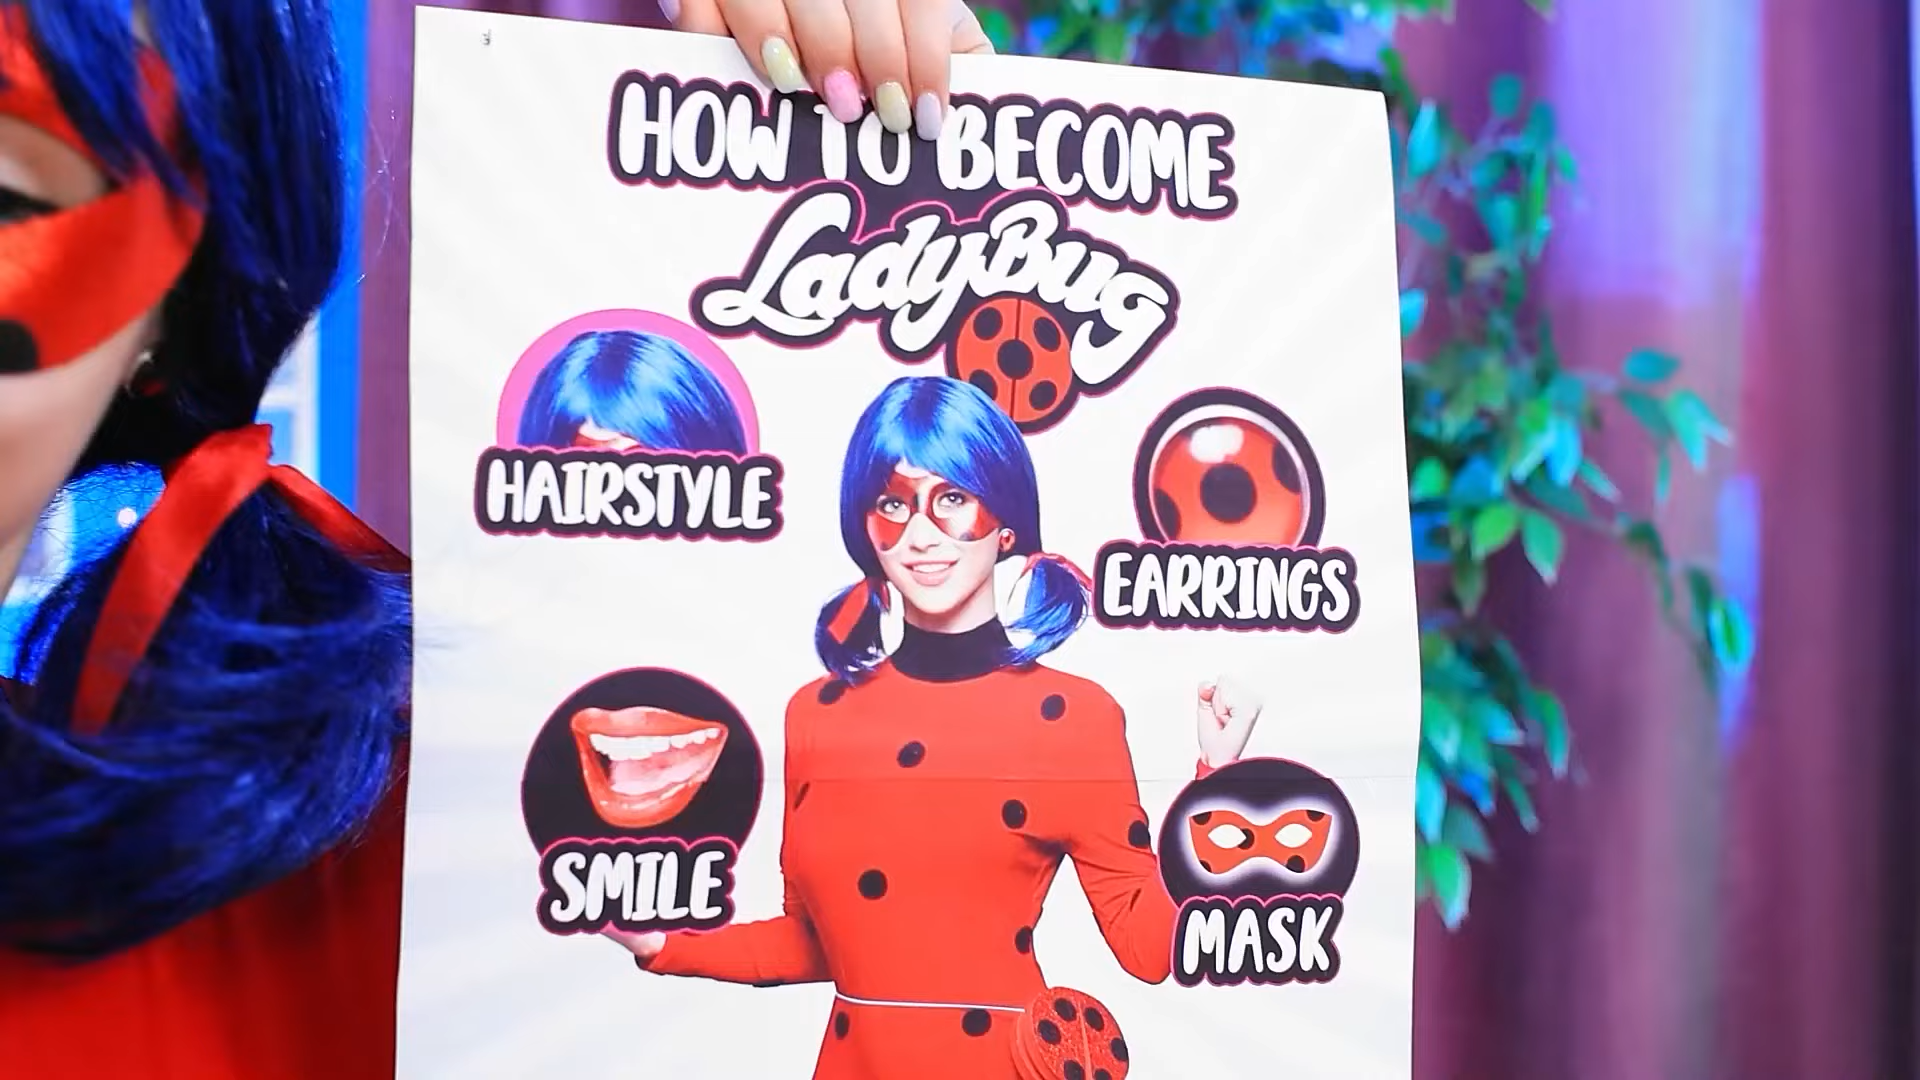 HOW TO BECOME
LadyBug
HAIRSTYLE
EARRINGS
SMILE
MASK